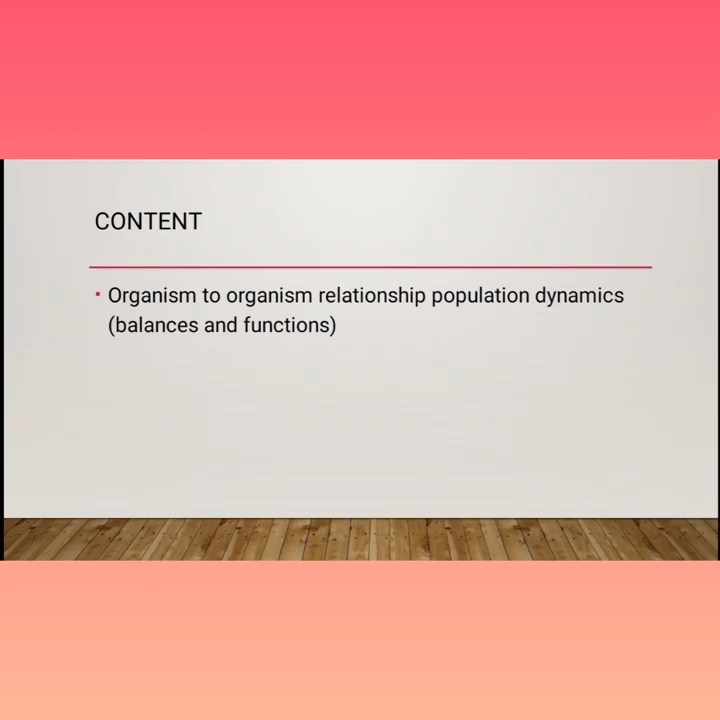 CONTENT
• Organism to organism relationship population dynamics
(balances and functions)